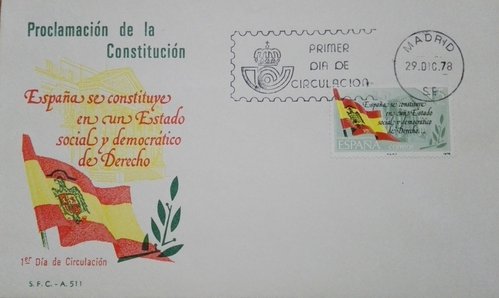 Proclamación de la
Constitución
España se constituye
en un Estado
social y democrático
de Derecho
1er Día de Circulación
S. F. C. - A. 511
PRIMER
DIA DE
CIRCULACION
MADRID
29.DIC.78
S.F.
España se constituye
en un Estado
social y democrático
de Derecho...
ESPAÑA
CORREOS